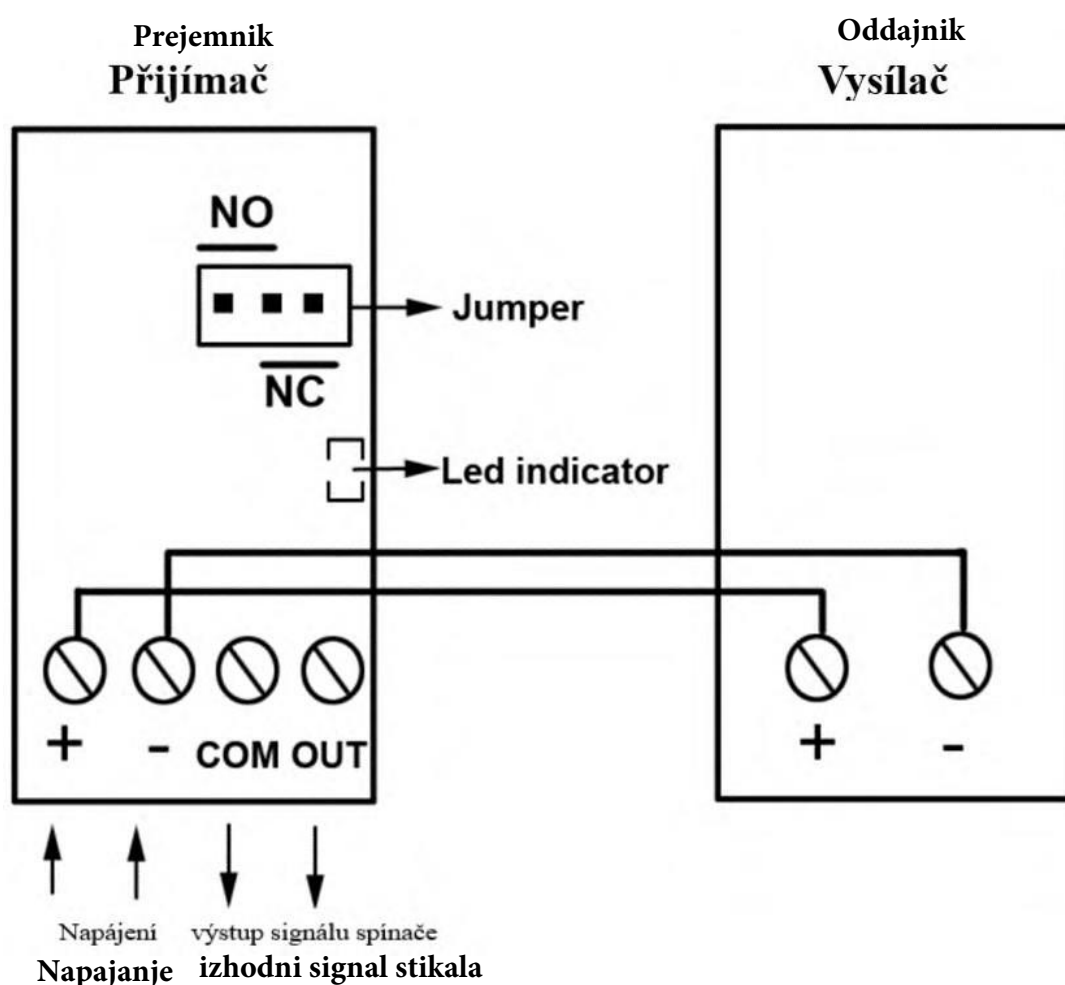 Prejemnik
Přijímač
Oddajnik
Vysílač
NO
Jumper
NC
Led indicator
+ - COM OUT
+ -
Napájení výstup signálu spínače
Napajanje izhodni signal stikala